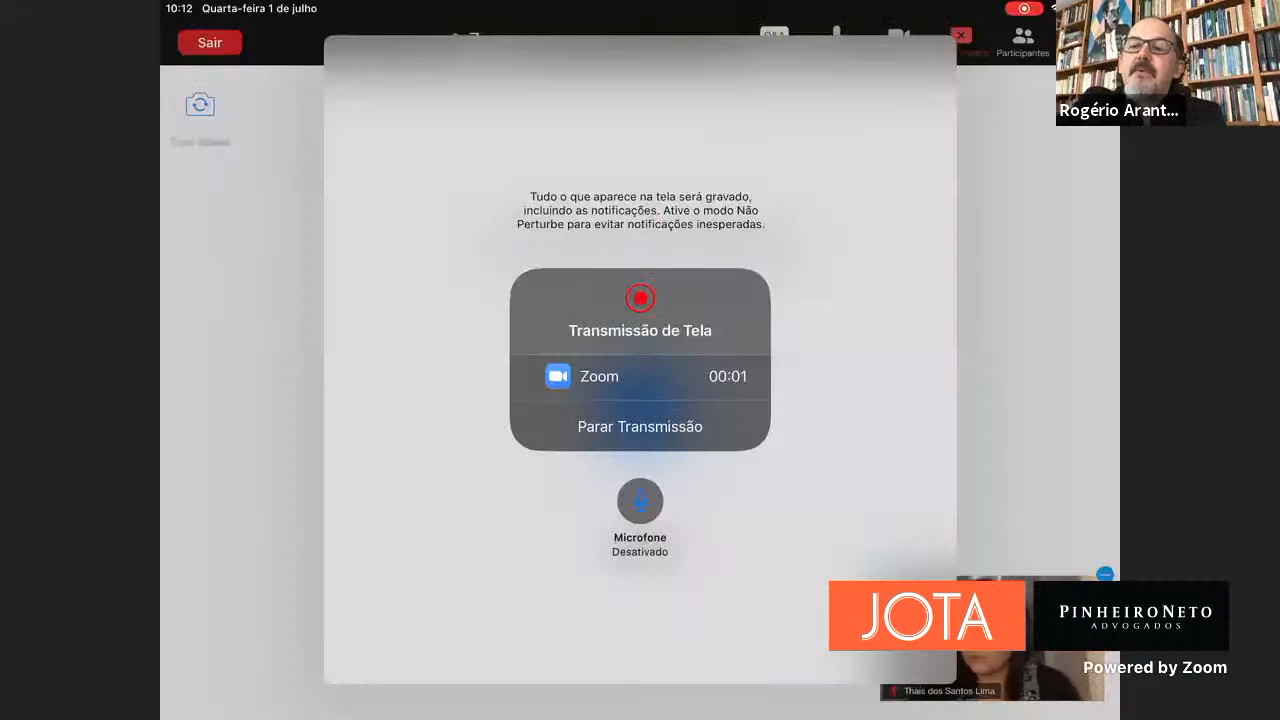 10:12 Quarta-feira 1 de julho
Sair
Q&A
Participantes
Rogério Arant...
Tudo o que aparece na tela será gravado,
incluindo as notificações. Ative o modo Não
Perturbe para evitar notificações inesperadas.
Transmissão de Tela
Zoom 00:01
Parar Transmissão
Microfone
Desativado
JOTA
PINHEIRONETO
ADVOGADOS
Powered by Zoom
Thais dos Santos Lima